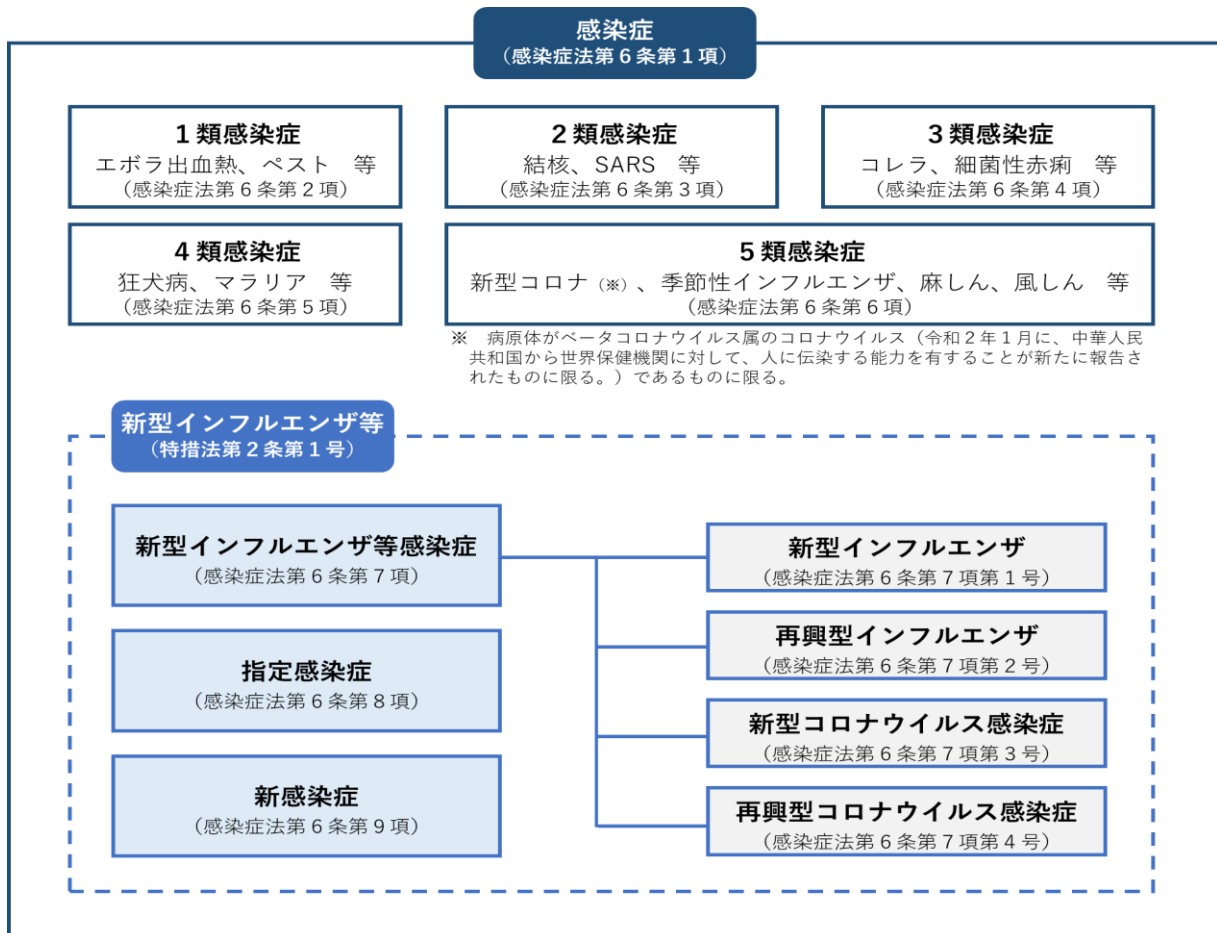 感染症
（感染症法第６条第１項）
１類感染症
エボラ出血熱、ペスト　等
（感染症法第６条第２項）
２類感染症
結核、SARS　等
（感染症法第６条第３項）
３類感染症
コレラ、細菌性赤痢　等
（感染症法第６条第４項）
４類感染症
狂犬病、マラリア　等
（感染症法第６条第５項）
５類感染症
新型コロナ（※）、季節性インフルエンザ、麻しん、風しん　等
（感染症法第６条第６項）
※　病原体がベータコロナウイルス属のコロナウイルス（令和２年１月に、中華人民
共和国から世界保健機関に対して、人に伝染する能力を有することが新たに報告さ
れたものに限る。）であるものに限る。
新型インフルエンザ等
（特措法第２条第１号）
新型インフルエンザ等感染症
（感染症法第６条第７項）
指定感染症
（感染症法第６条第８項）
新感染症
（感染症法第６条第９項）
新型インフルエンザ
（感染症法第６条第７項第１号）
再興型インフルエンザ
（感染症法第６条第７項第２号）
新型コロナウイルス感染症
（感染症法第６条第７項第３号）
再興型コロナウイルス感染症
（感染症法第６条第７項第４号）